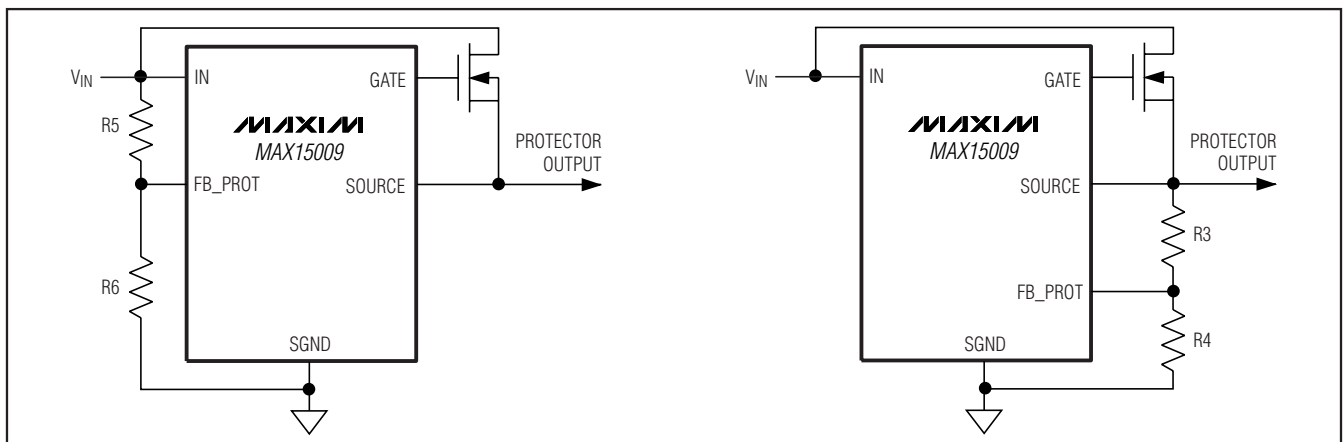 VIN
IN
GATE
R5
MAXIM
MAX15009
PROTECTOR
OUTPUT
FB_PROT
SOURCE
R6
SGND
VIN
IN
GATE
MAXIM
MAX15009
PROTECTOR
OUTPUT
SOURCE
R3
FB_PROT
R4
SGND